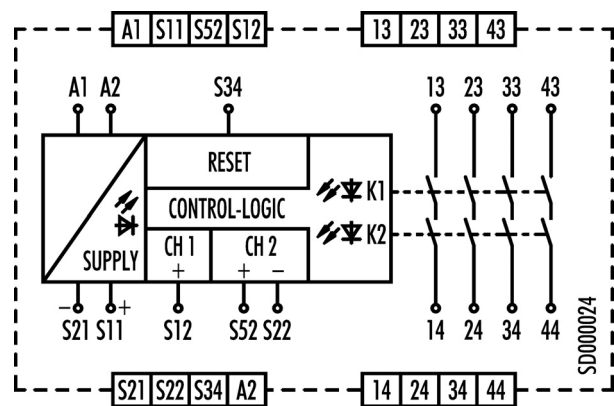 A1 S11 S52 S12 13 23 33 43
A1 A2 S34 13 23 33 43
RESET
K1
CONTROL-LOGIC
K2
SUPPLY CH 1 CH 2
+ + −
− +
S21 S11 S12 S52 S22 14 24 34 44
SD000024
S21 S22 S34 A2 14 24 34 44